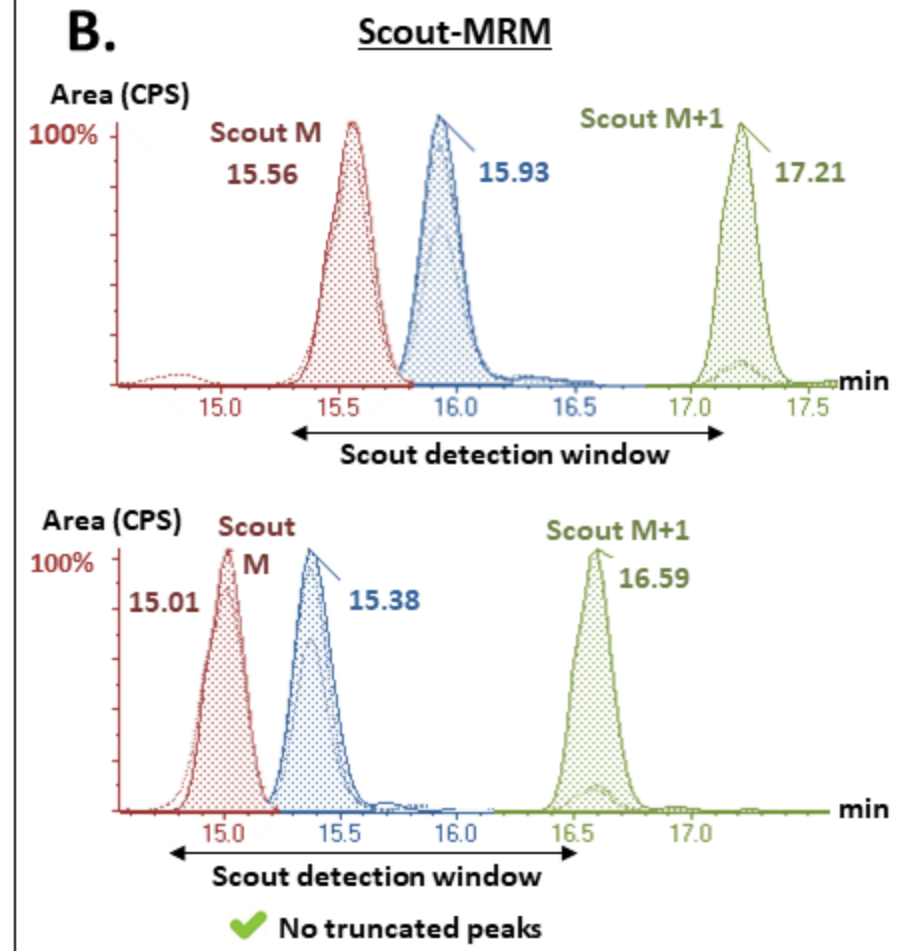 B.
Scout-MRM
Area (CPS)
100%
Scout M
15.56
15.93
Scout M+1
17.21
15.0 15.5 16.0 16.5 17.0 17.5 min
Scout detection window
Area (CPS)
100%
Scout
M
15.01
15.38
Scout M+1
16.59
15.0 15.5 16.0 16.5 17.0 min
Scout detection window
No truncated peaks